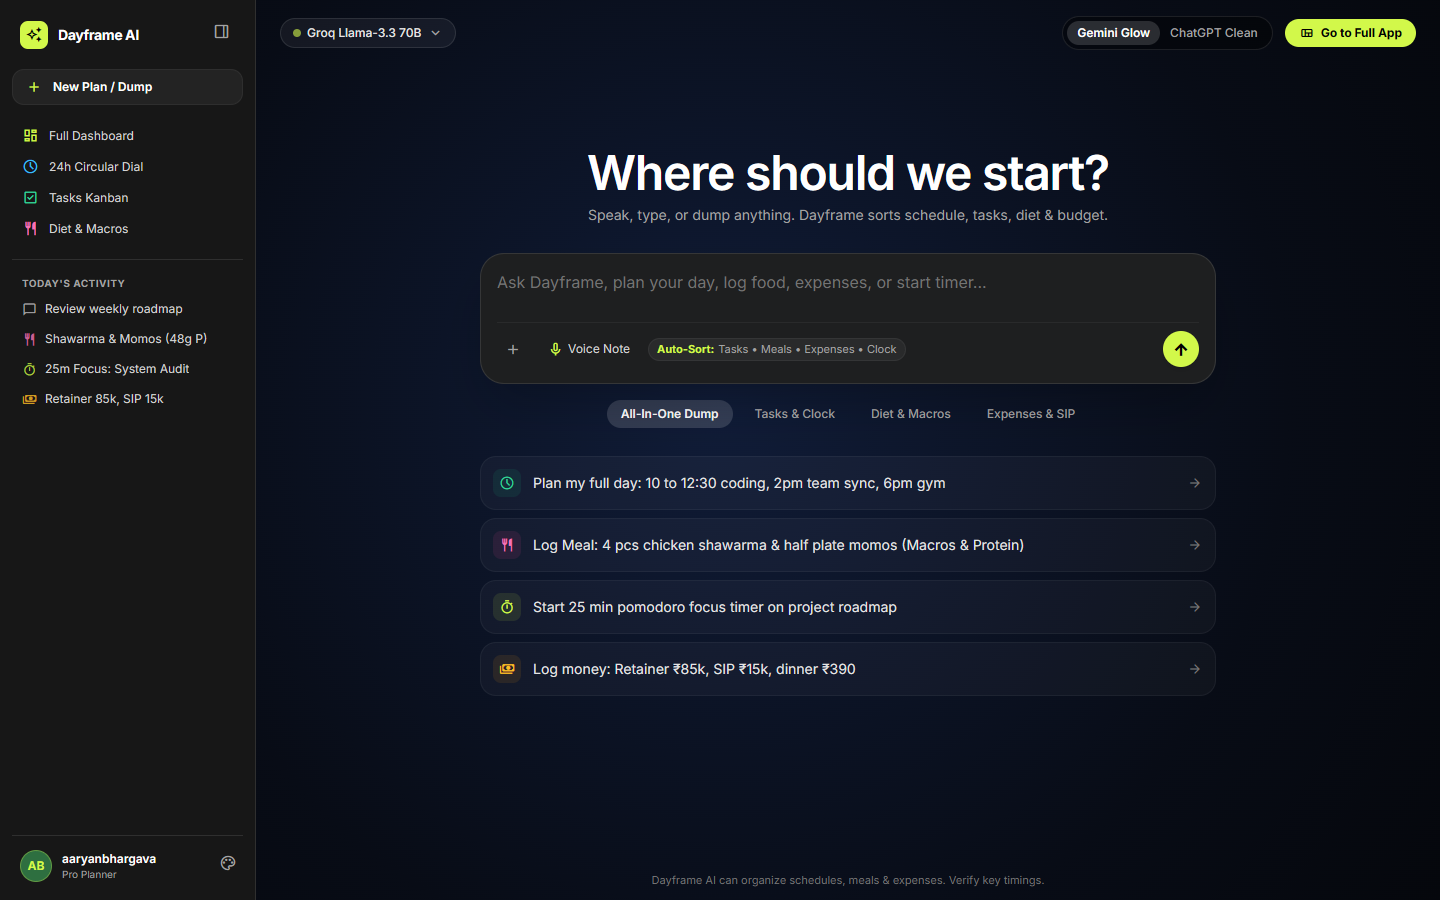 Dayframe AI
New Plan / Dump
Full Dashboard
24h Circular Dial
Tasks Kanban
Diet & Macros
TODAY'S ACTIVITY
Review weekly roadmap
Shawarma & Momos (48g P)
25m Focus: System Audit
Retainer 85k, SIP 15k
AB
aaryanbhargava
Pro Planner
Groq Llama-3.3 70B
Gemini Glow
ChatGPT Clean
Go to Full App
Where should we start?
Speak, type, or dump anything. Dayframe sorts schedule, tasks, diet & budget.
Ask Dayframe, plan your day, log food, expenses, or start timer...
Voice Note
Auto-Sort: Tasks • Meals • Expenses • Clock
All-In-One Dump
Tasks & Clock
Diet & Macros
Expenses & SIP
Plan my full day: 10 to 12:30 coding, 2pm team sync, 6pm gym
Log Meal: 4 pcs chicken shawarma & half plate momos (Macros & Protein)
Start 25 min pomodoro focus timer on project roadmap
Log money: Retainer ₹85k, SIP ₹15k, dinner ₹390
Dayframe AI can organize schedules, meals & expenses. Verify key timings.